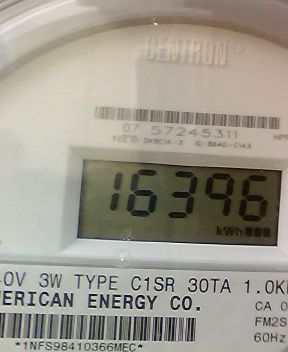 CENTRON®
07 57245311
16396
kWh
0V 3W TYPE C1SR 30TA 1.0K
MERICAN ENERGY CO.
CA 0
FM2S
60Hz
*1NFS98410366MEC*